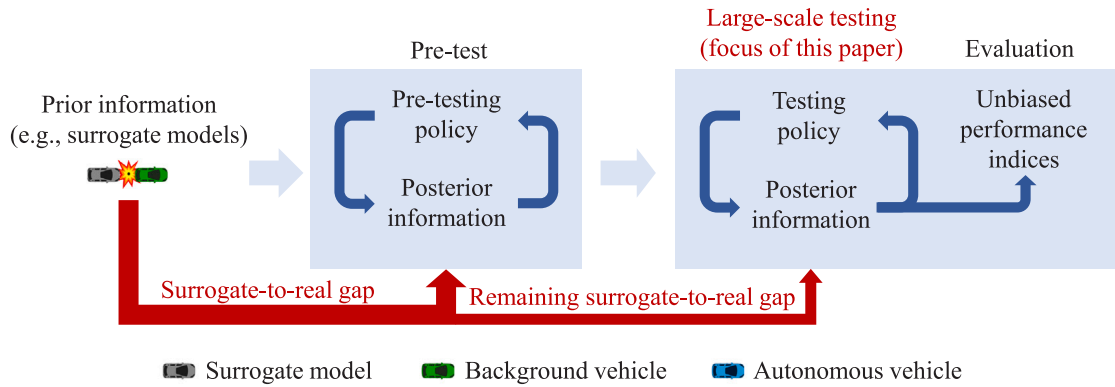 Prior information
(e.g., surrogate models)
Pre-test
Pre-testing
policy
Posterior
information
Large-scale testing
(focus of this paper)
Testing
policy
Posterior
information
Evaluation
Unbiased
performance
indices
Surrogate-to-real gap
Remaining surrogate-to-real gap
Surrogate model
Background vehicle
Autonomous vehicle